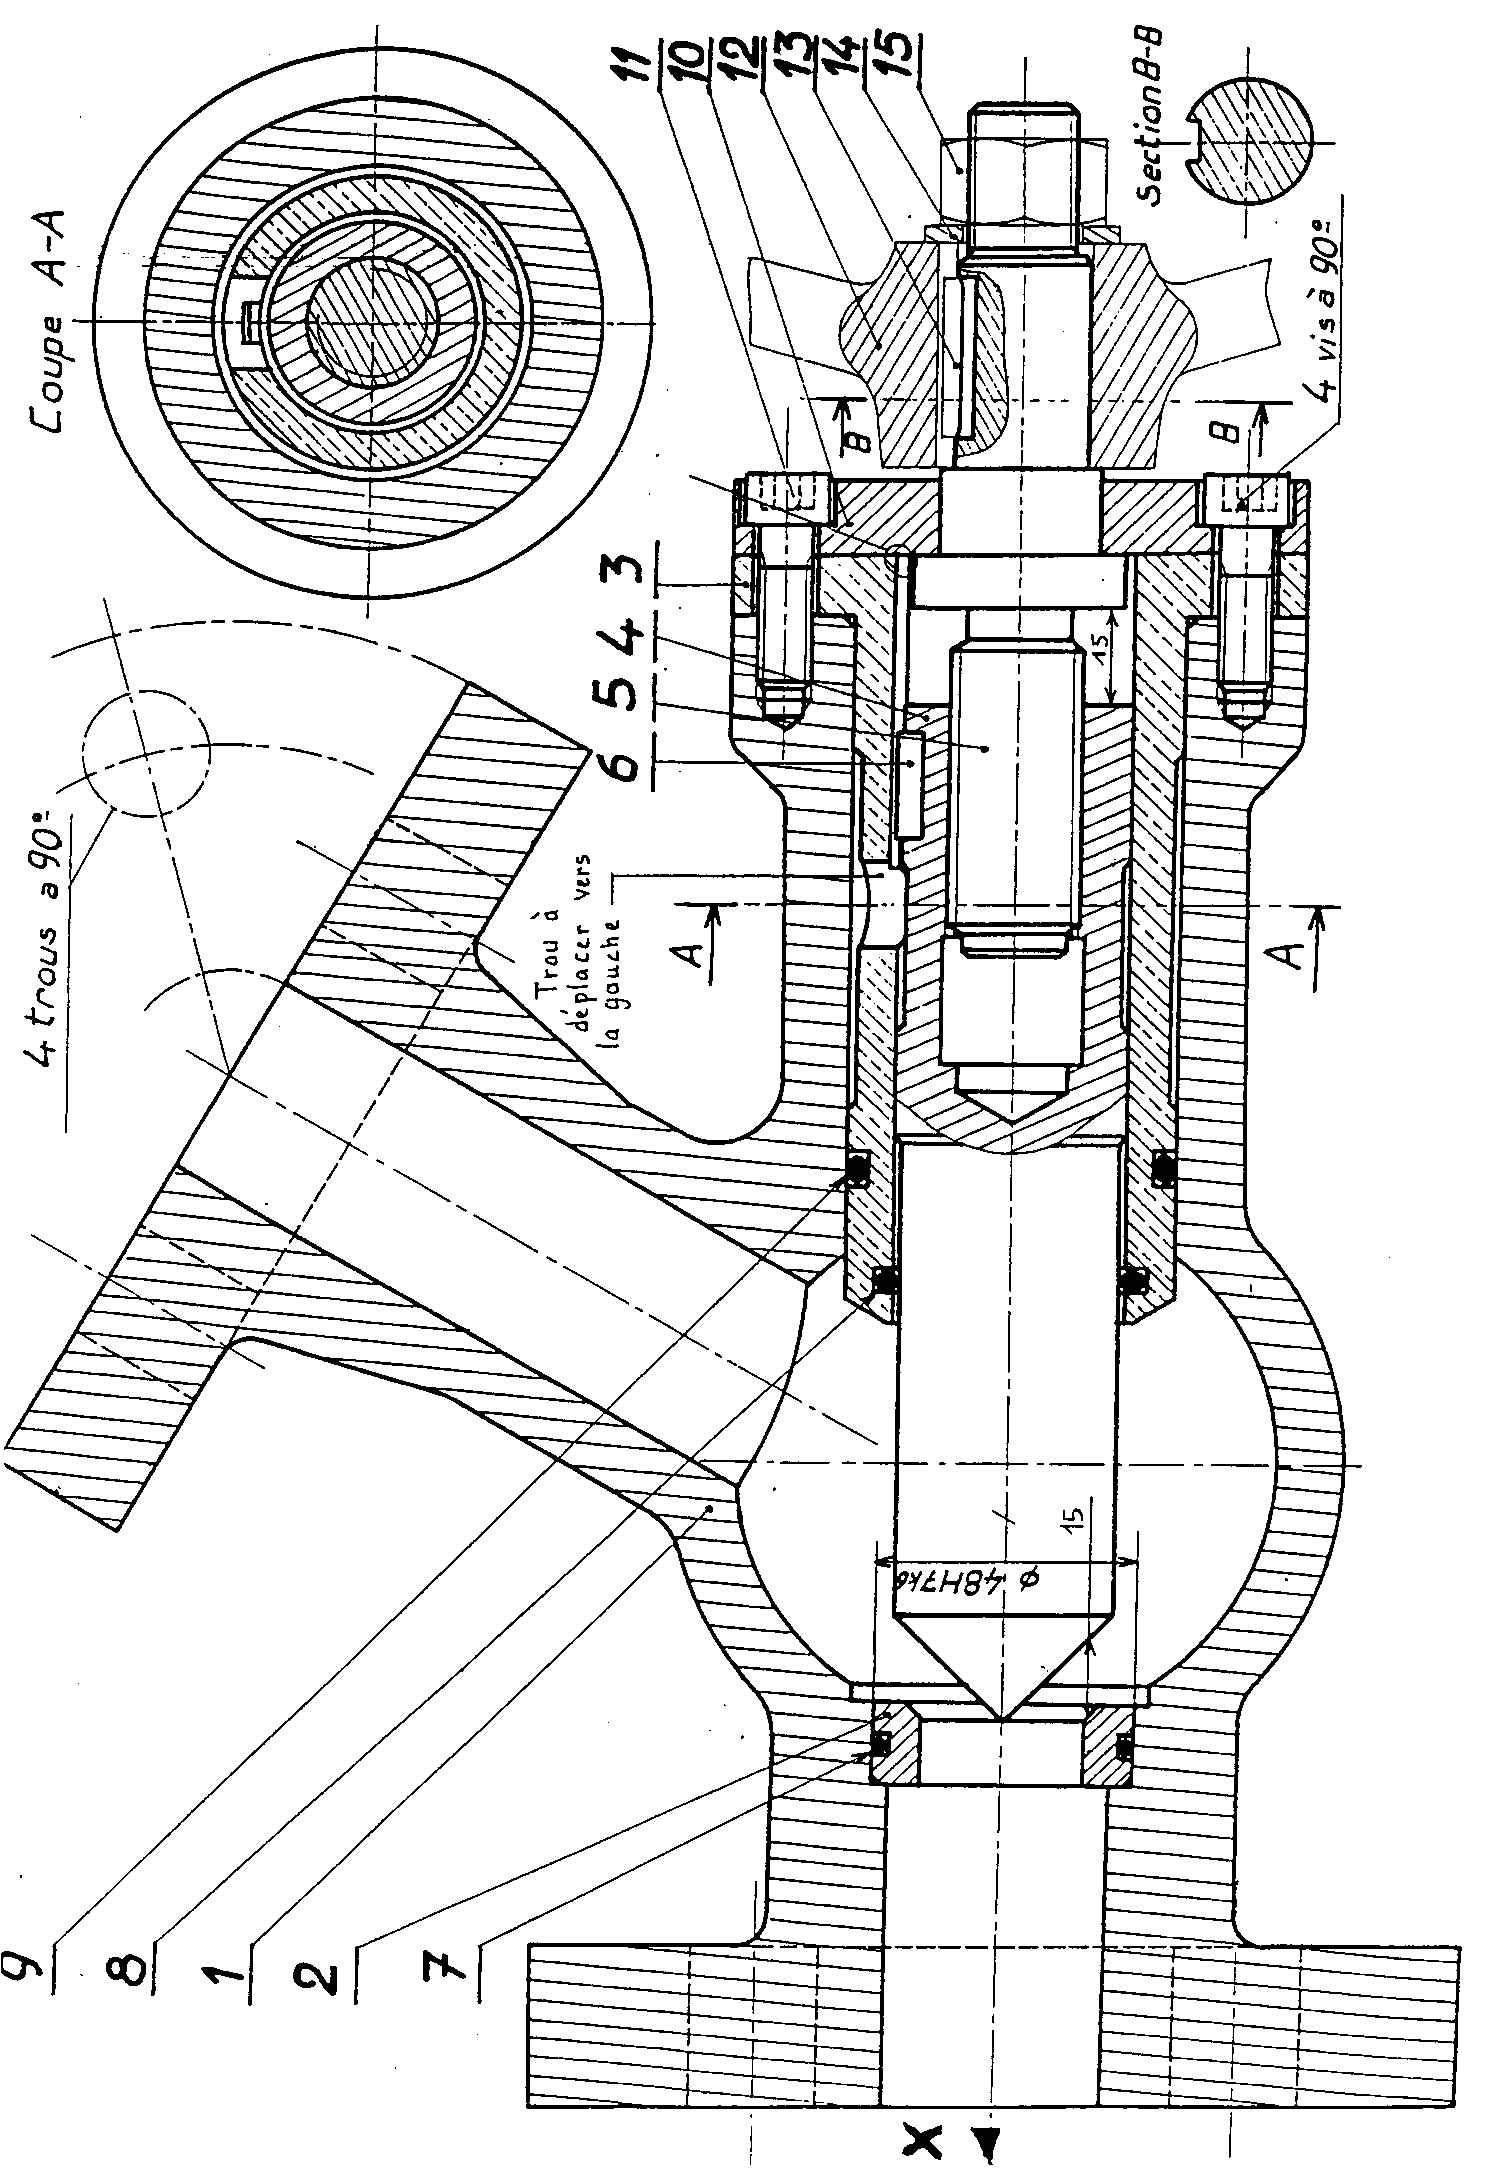 Coupe A-A
11
10
12
13
14
15
Section B-B
4 vis à 90°
B
B
3
4
5
6
15
4 trous a 90°
Trou à
déplacer vers
la gauche
A
A
15
ϕ 48H7k6
9
8
1
2
7
X